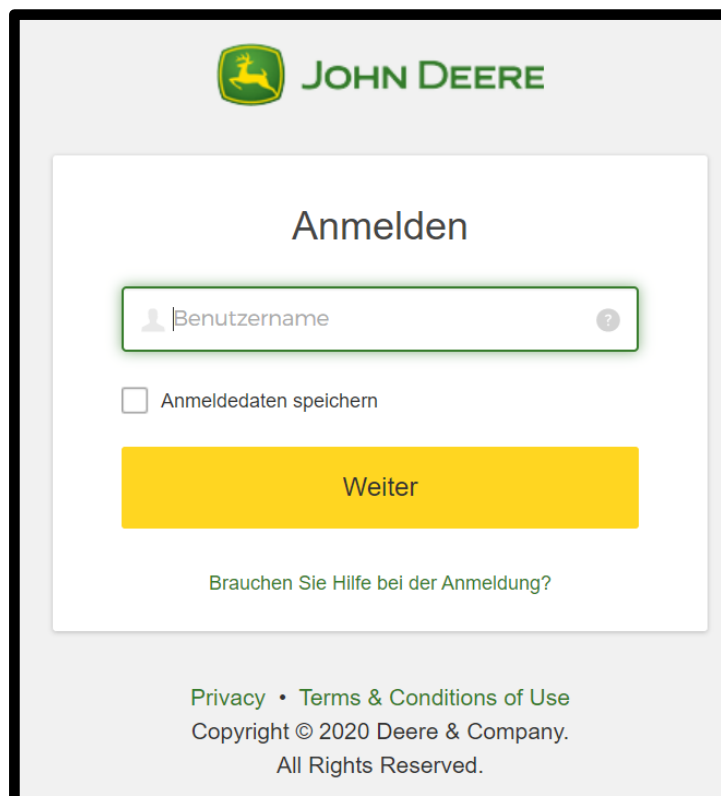 JOHN DEERE
Anmelden
Benutzername
?
Anmeldedaten speichern
Weiter
Brauchen Sie Hilfe bei der Anmeldung?
Privacy • Terms & Conditions of Use
Copyright © 2020 Deere & Company.
All Rights Reserved.